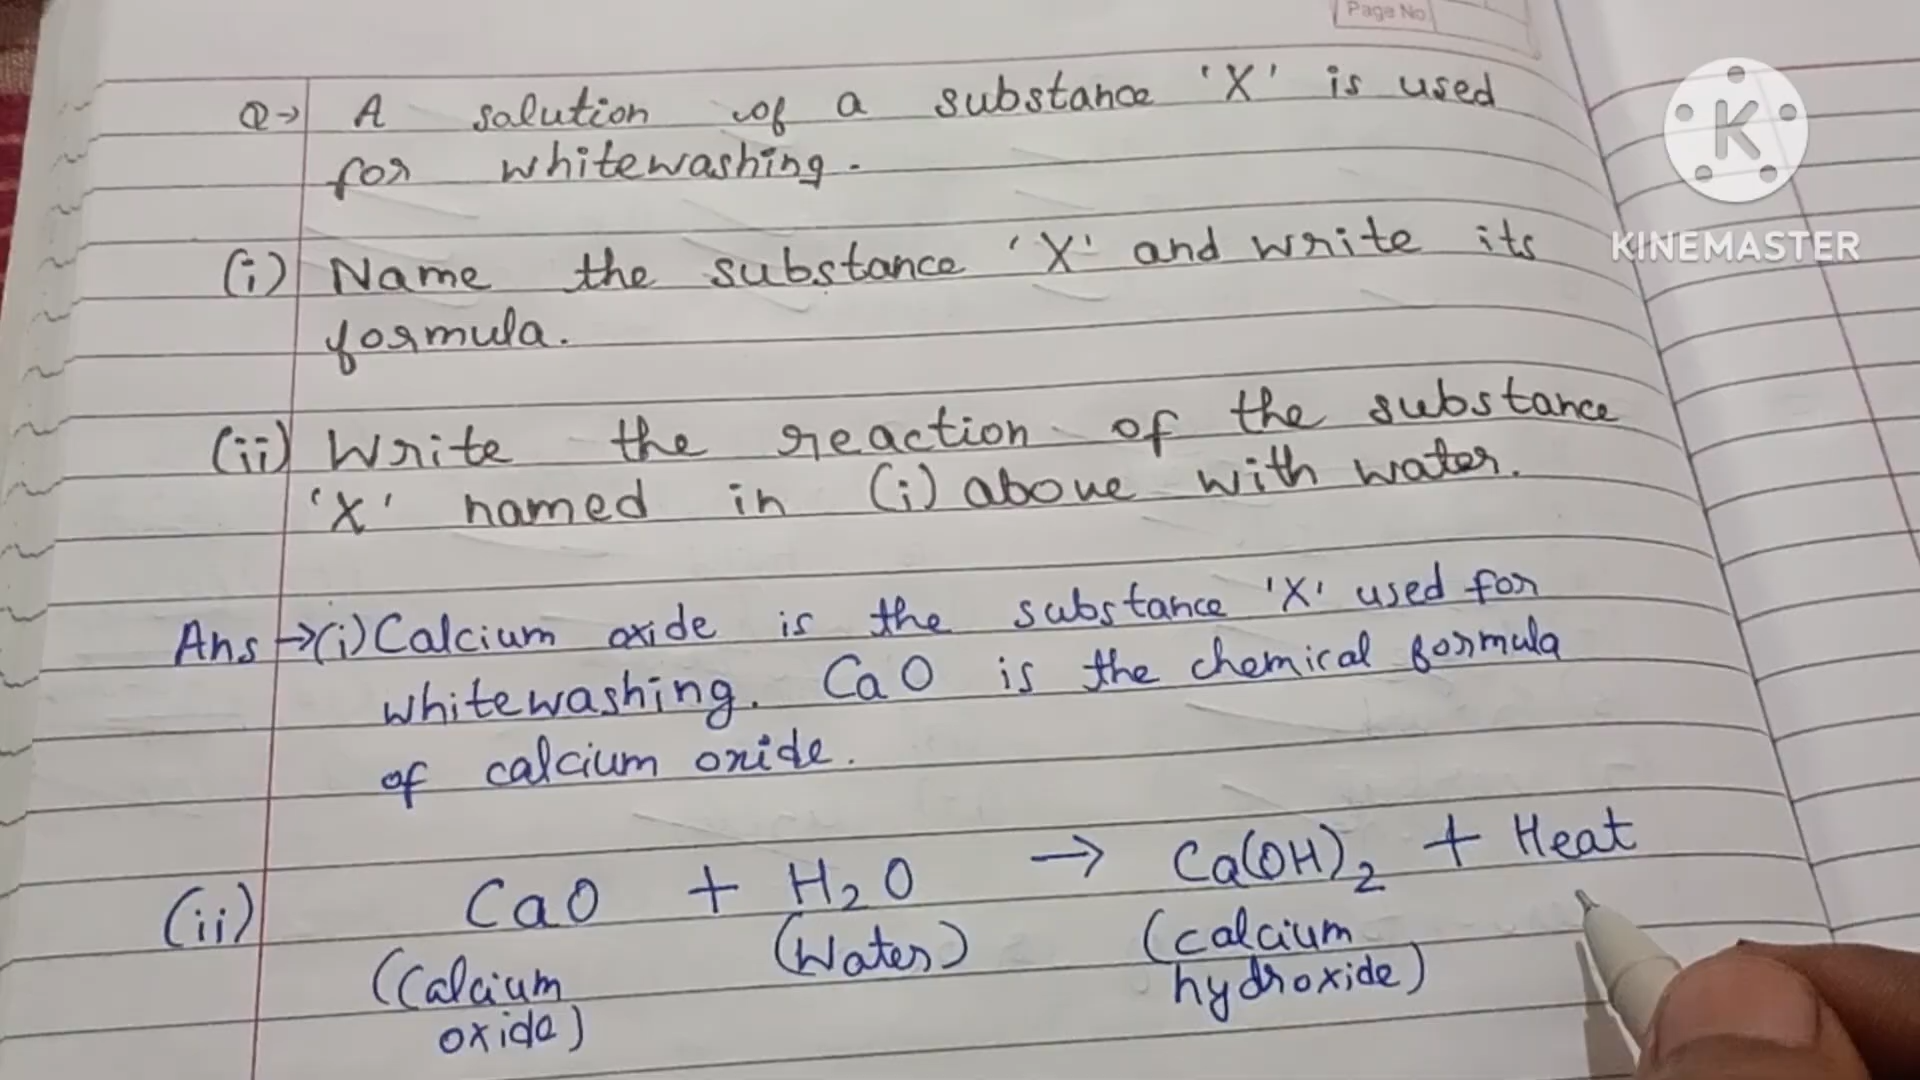 Page No
Q→ A solution of a substance 'X' is used
for whitewashing.
(i) Name the substance 'X' and write its
formula.
(ii) Write the reaction of the substance
'X' named in (i) above with water.
Ans →(i) Calcium oxide is the substance 'X' used for
whitewashing. CaO is the chemical formula
of calcium oxide.
(ii) CaO + H₂O → Ca(OH)₂ + Heat
(Calcium oxide) (Water) (calcium hydroxide)
K
KINEMASTER